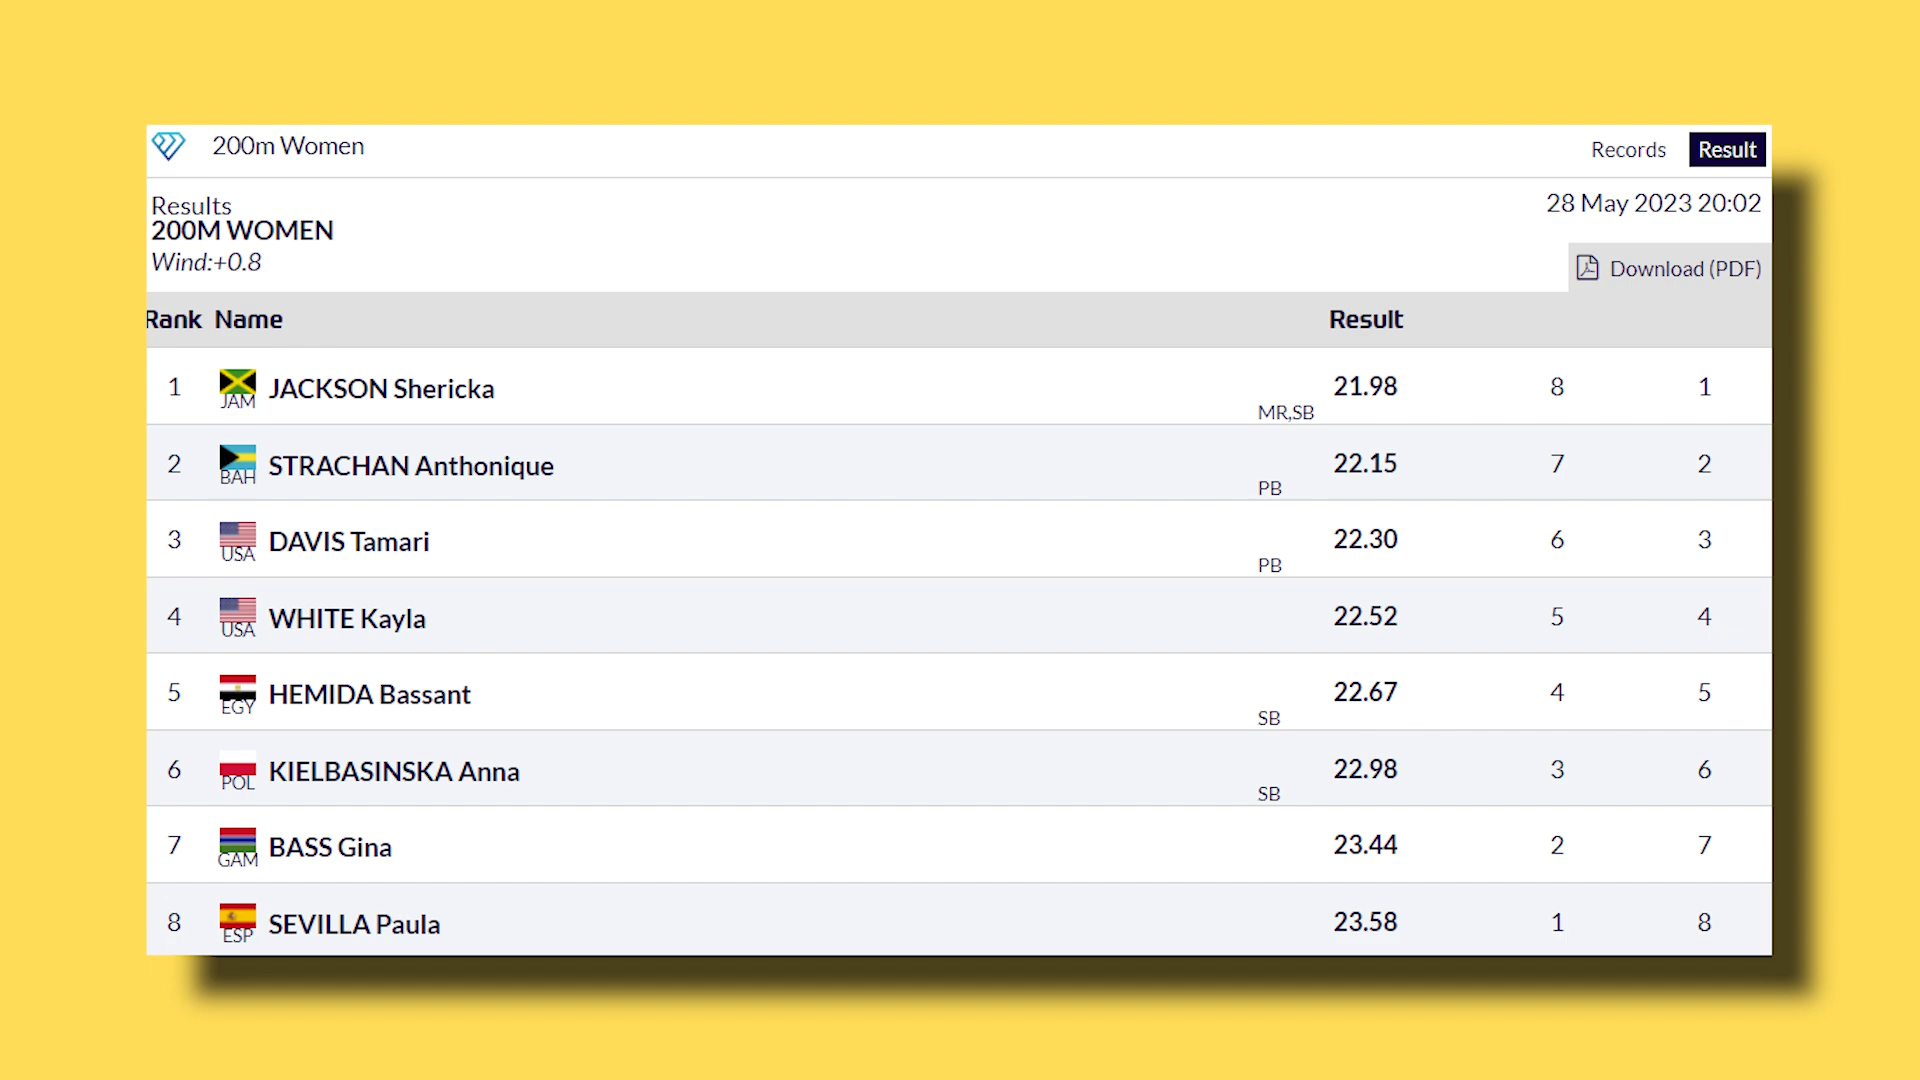 200m Women
Records Result
Results
28 May 2023 20:02
200M WOMEN
Wind:+0.8
Download (PDF)
Rank Name Result
1 JAM JACKSON Shericka MR,SB 21.98 8 1
2 BAH STRACHAN Anthonique PB 22.15 7 2
3 USA DAVIS Tamari PB 22.30 6 3
4 USA WHITE Kayla 22.52 5 4
5 EGY HEMIDA Bassant SB 22.67 4 5
6 POL KIELBASINSKA Anna SB 22.98 3 6
7 GAM BASS Gina 23.44 2 7
8 ESP SEVILLA Paula 23.58 1 8